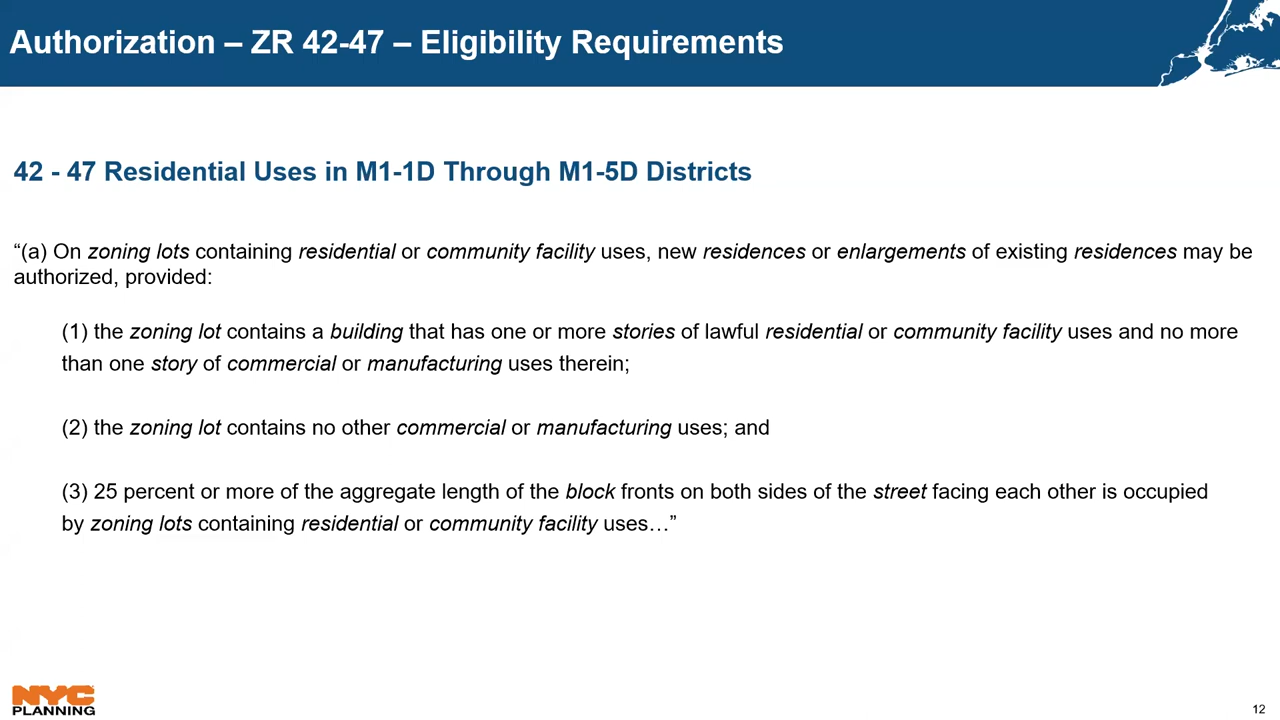 Authorization – ZR 42-47 – Eligibility Requirements
42 - 47 Residential Uses in M1-1D Through M1-5D Districts
“(a) On zoning lots containing residential or community facility uses, new residences or enlargements of existing residences may be
authorized, provided:
(1) the zoning lot contains a building that has one or more stories of lawful residential or community facility uses and no more
than one story of commercial or manufacturing uses therein;
(2) the zoning lot contains no other commercial or manufacturing uses; and
(3) 25 percent or more of the aggregate length of the block fronts on both sides of the street facing each other is occupied
by zoning lots containing residential or community facility uses…”
NYC
PLANNING
12